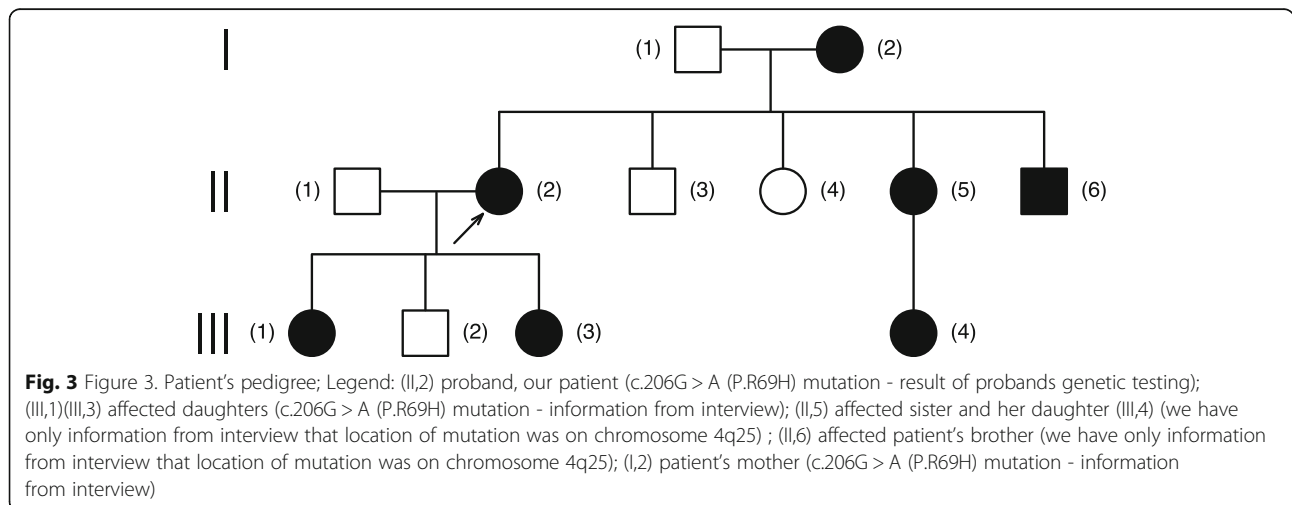 I (1) (2)
II (1) (2) (3) (4) (5) (6)
III (1) (2) (3) (4)
Fig. 3 Figure 3. Patient's pedigree; Legend: (II,2) proband, our patient (c.206G > A (P.R69H) mutation - result of probands genetic testing);
(III,1)(III,3) affected daughters (c.206G > A (P.R69H) mutation - information from interview); (II,5) affected sister and her daughter (III,4) (we have
only information from interview that location of mutation was on chromosome 4q25) ; (II,6) affected patient's brother (we have only information
from interview that location of mutation was on chromosome 4q25); (I,2) patient's mother (c.206G > A (P.R69H) mutation - information
from interview)